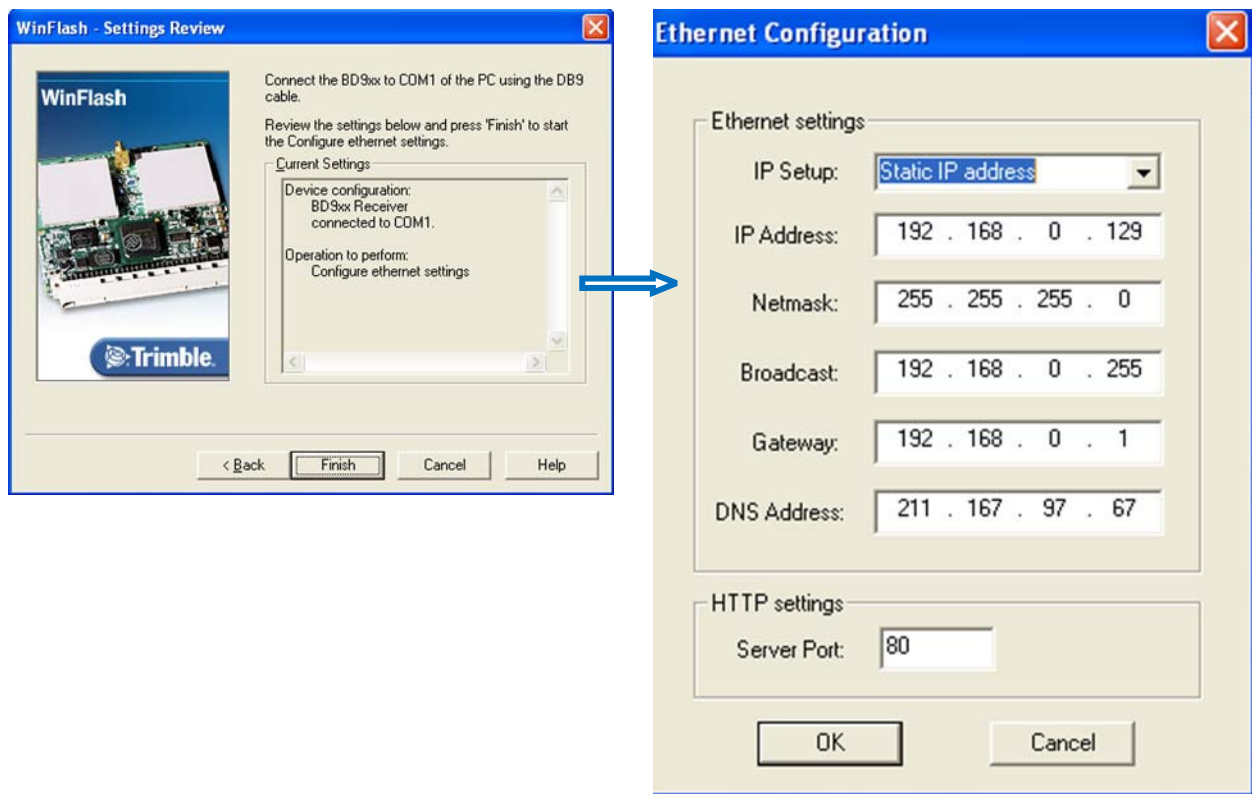 WinFlash - Settings Review
WinFlash
Trimble.
Connect the BD9xx to COM1 of the PC using the DB9
cable.
Review the settings below and press 'Finish' to start
the Configure ethernet settings.
Current Settings
Device configuration:
BD9xx Receiver
connected to COM1.
Operation to perform:
Configure ethernet settings
< Back
Finish
Cancel
Help
Ethernet Configuration
Ethernet settings
IP Setup: Static IP address
IP Address: 192 . 168 . 0 . 129
Netmask: 255 . 255 . 255 . 0
Broadcast: 192 . 168 . 0 . 255
Gateway: 192 . 168 . 0 . 1
DNS Address: 211 . 167 . 97 . 67
HTTP settings
Server Port: 80
OK
Cancel